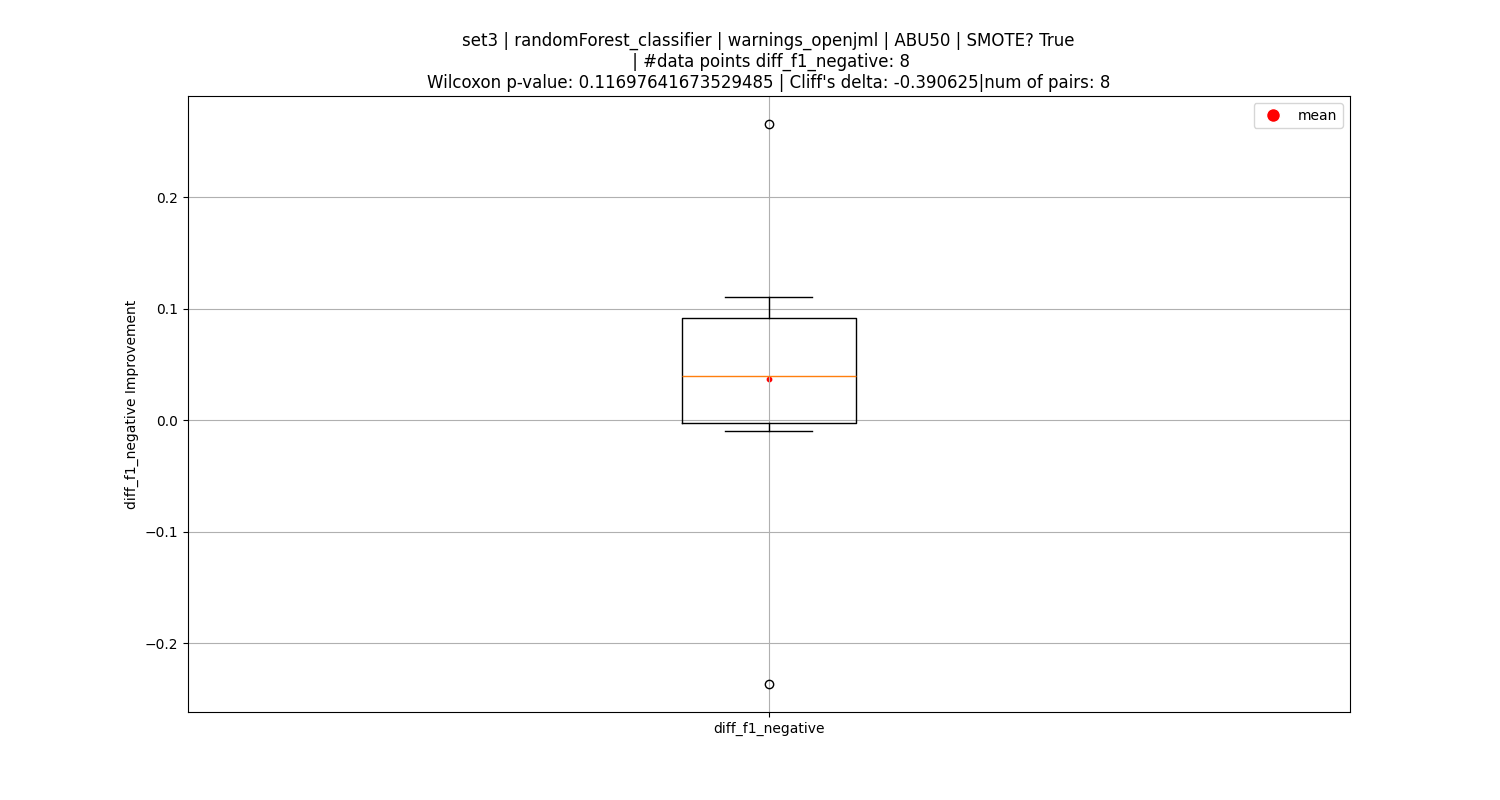 set3 | randomForest_classifier | warnings_openjml | ABU50 | SMOTE? True
| #data points diff_f1_negative: 8
Wilcoxon p-value: 0.11697641673529485 | Cliff's delta: -0.390625|num of pairs: 8
mean
0.2
0.1
0.0
−0.1
−0.2
diff_f1_negative Improvement
diff_f1_negative